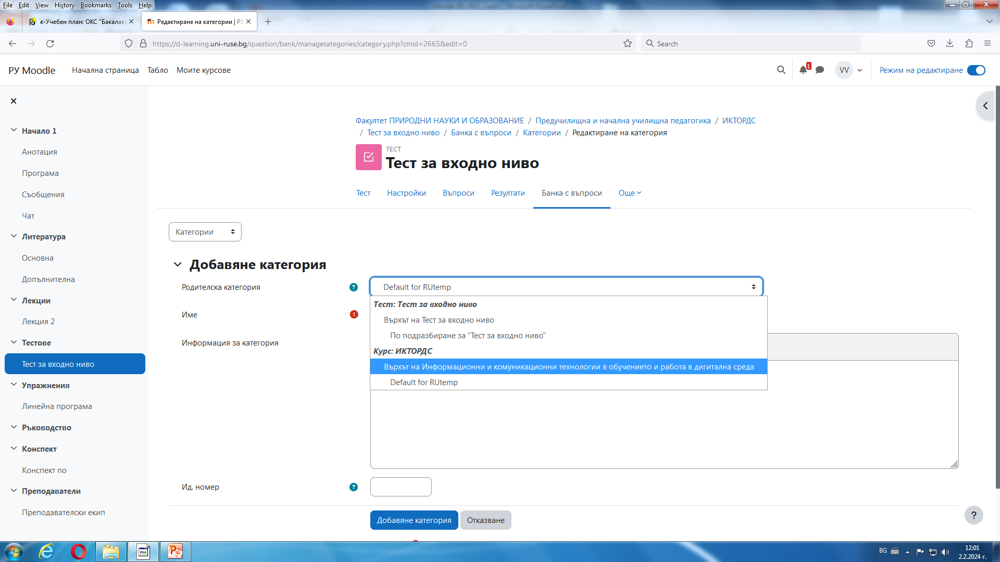 File Edit View History Bookmarks Tools Help
е-Учебен план: ОКС "Бакалавъ
Редактиране на категории | РУ
https://d-learning.uni-ruse.bg/question/bank/managecategories/category.php?cmid=2665&edit=0
Search
РУ Moodle Начална страница Табло Моите курсове
1
VV
Режим на редактиране
Начало 1
Анотация
Програма
Съобщения
Чат
Литература
Основна
Допълнителна
Лекции
Лекция 2
Тестове
Тест за входно ниво
Упражнения
Линейна програма
Ръководство
Конспект
Конспект по
Преподаватели
Преподавателски екип
Факултет ПРИРОДНИ НАУКИ И ОБРАЗОВАНИЕ / Предучилищна и начална училищна педагогика / ИКТОРДС
/ Тест за входно ниво / Банка с въпроси / Категории / Редактиране на категория
ТЕСТ
Тест за входно ниво
Тест Настройки Въпроси Резултати Банка с въпроси Още
Категории
Добавяне категория
Родителска категория ?
Default for RUtemp
Тест: Тест за входно ниво
Върхът на Тест за входно ниво
По подразбиране за "Тест за входно ниво"
Курс: ИКТОРДС
Върхът на Информационни и комуникационни технологии в обучението и работа в дигитална среда
Default for RUtemp
Име !
Информация за категория
Ид. номер ?
Добавяне категория Отказване
?
BG
12:01
2.2.2024 г.